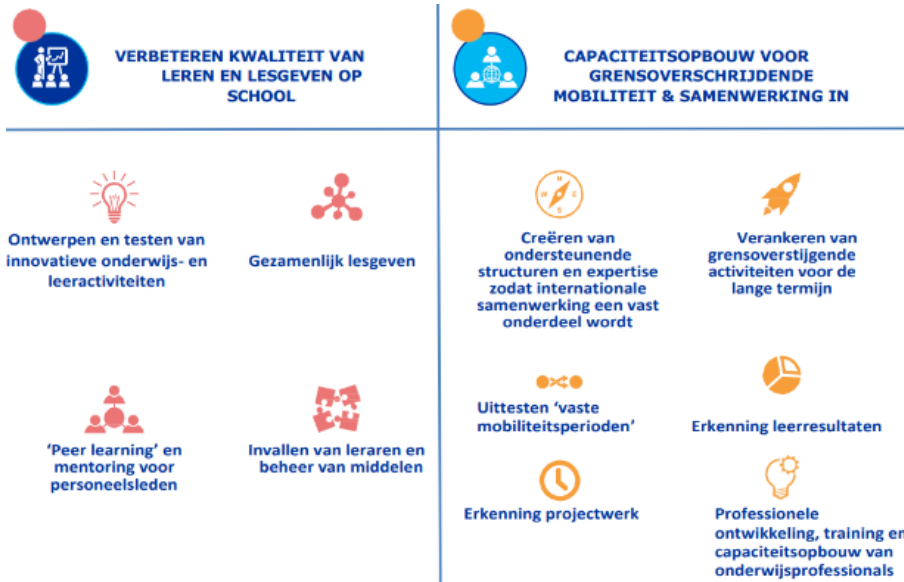 VERBETEREN KWALITEIT VAN
LEREN EN LESGEVEN OP
SCHOOL
CAPACITEITSOPBOUW VOOR
GRENSOVERSCHRIJDENDE
MOBILITEIT & SAMENWERKING IN
Ontwerpen en testen van
innovatieve onderwijs- en
leeractiviteiten
Gezamenlijk lesgeven
'Peer learning' en
mentoring voor
personeelsleden
Invallen van leraren en
beheer van middelen
N
W E
S
Creëren van
ondersteunende
structuren en expertise
zodat internationale
samenwerking een vast
onderdeel wordt
Verankeren van
grensoverstijgende
activiteiten voor de
lange termijn
Uittesten ‘vaste
mobiliteitsperioden’
Erkenning leerresultaten
Erkenning projectwerk
Professionele
ontwikkeling, training en
capaciteitsopbouw van
onderwijsprofessionals